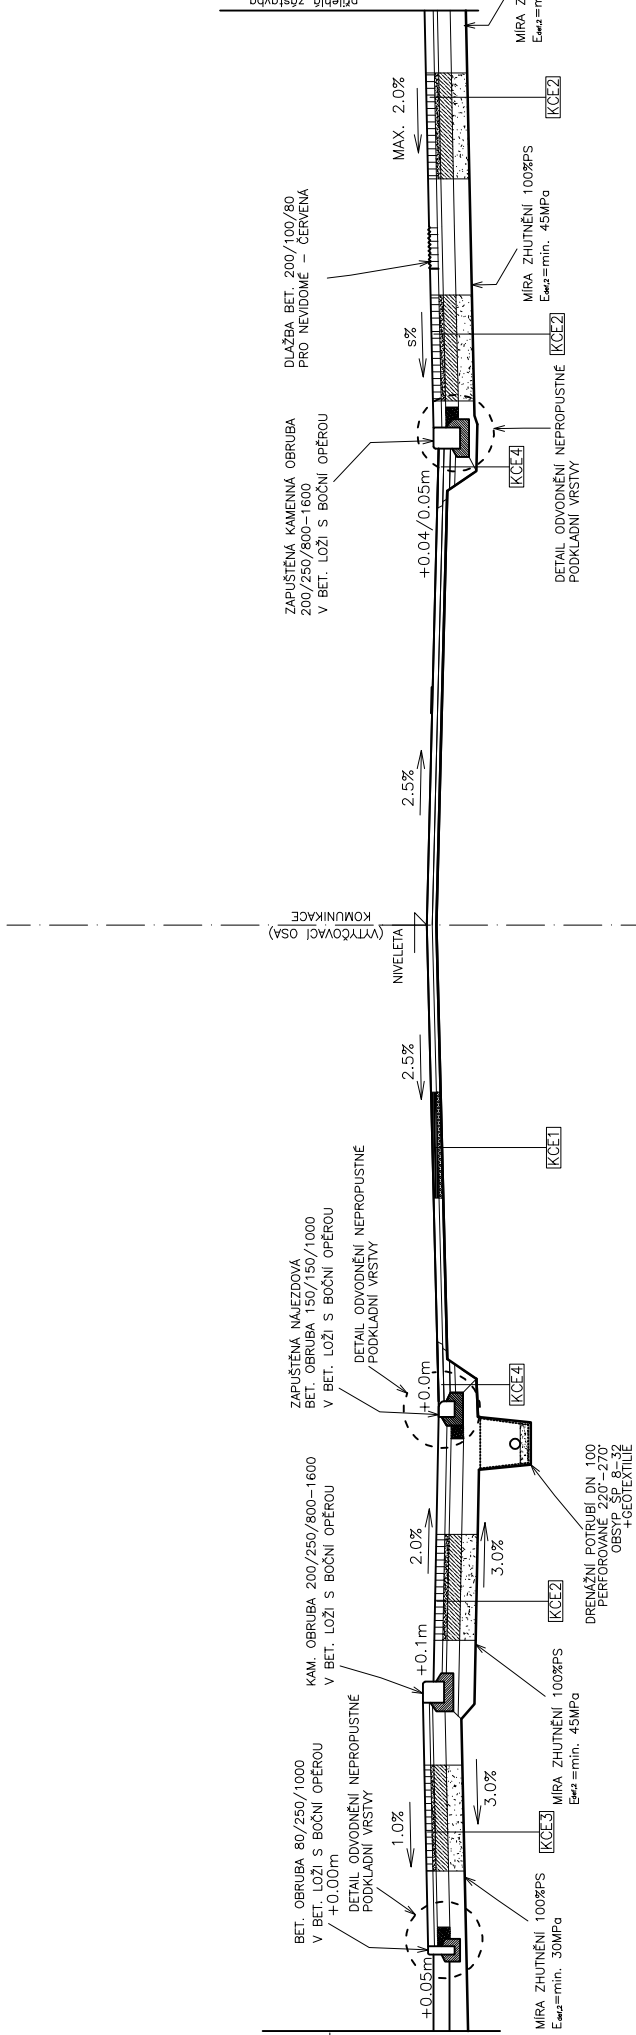 BET. OBRUBA 80/250/1000
V BET. LOŽI S BOČNÍ OPĚROU
+0.00m
DETAIL ODVODNĚNÍ NEPROPUSTNÉ
PODKLADNÍ VRSTVY
+0.05m
MÍRA ZHUTNĚNÍ 100%PS
Edef,2=min. 30MPa
1.0%
3.0%
KCE3
KAM. OBRUBA 200/250/800-1600
V BET. LOŽI S BOČNÍ OPĚROU
+0.1m
MÍRA ZHUTNĚNÍ 100%PS
Edef,2=min. 45MPa
2.0%
3.0%
KCE2
ZAPUŠTĚNÁ NÁJEZDOVÁ
BET. OBRUBA 150/150/1000
V BET. LOŽI S BOČNÍ OPĚROU
DETAIL ODVODNĚNÍ NEPROPUSTNÉ
PODKLADNÍ VRSTVY
+0.0m
KCE4
DRENÁŽNÍ POTRUBÍ DN 100
PERFOROVANÉ 220°-270°
OBSYP ŠP 8-32
+GEOTEXTILIE
KCE1
2.5%
NIVELETA
(VYTYČOVACÍ OSA)
KOMUNIKACE
2.5%
ZAPUŠTĚNÁ KAMENNÁ OBRUBA
200/250/800-1600
V BET. LOŽI S BOČNÍ OPĚROU
+0.04/0.05m
KCE4
DETAIL ODVODNĚNÍ NEPROPUSTNÉ
PODKLADNÍ VRSTVY
s%
KCE2
DLAŽBA BET. 200/100/80
PRO NEVIDOMÉ - ČERVENÁ
MÍRA ZHUTNĚNÍ 100%PS
Edef,2=min. 45MPa
MAX. 2.0%
KCE2
MÍRA Z
Edef,2=m
přilehlá zástavba